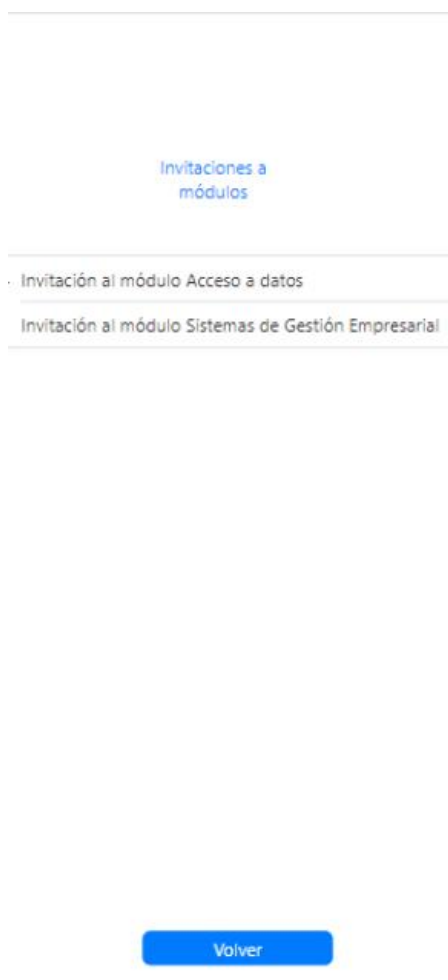 Invitaciones a
módulos
Invitación al módulo Acceso a datos
Invitación al módulo Sistemas de Gestión Empresarial
Volver